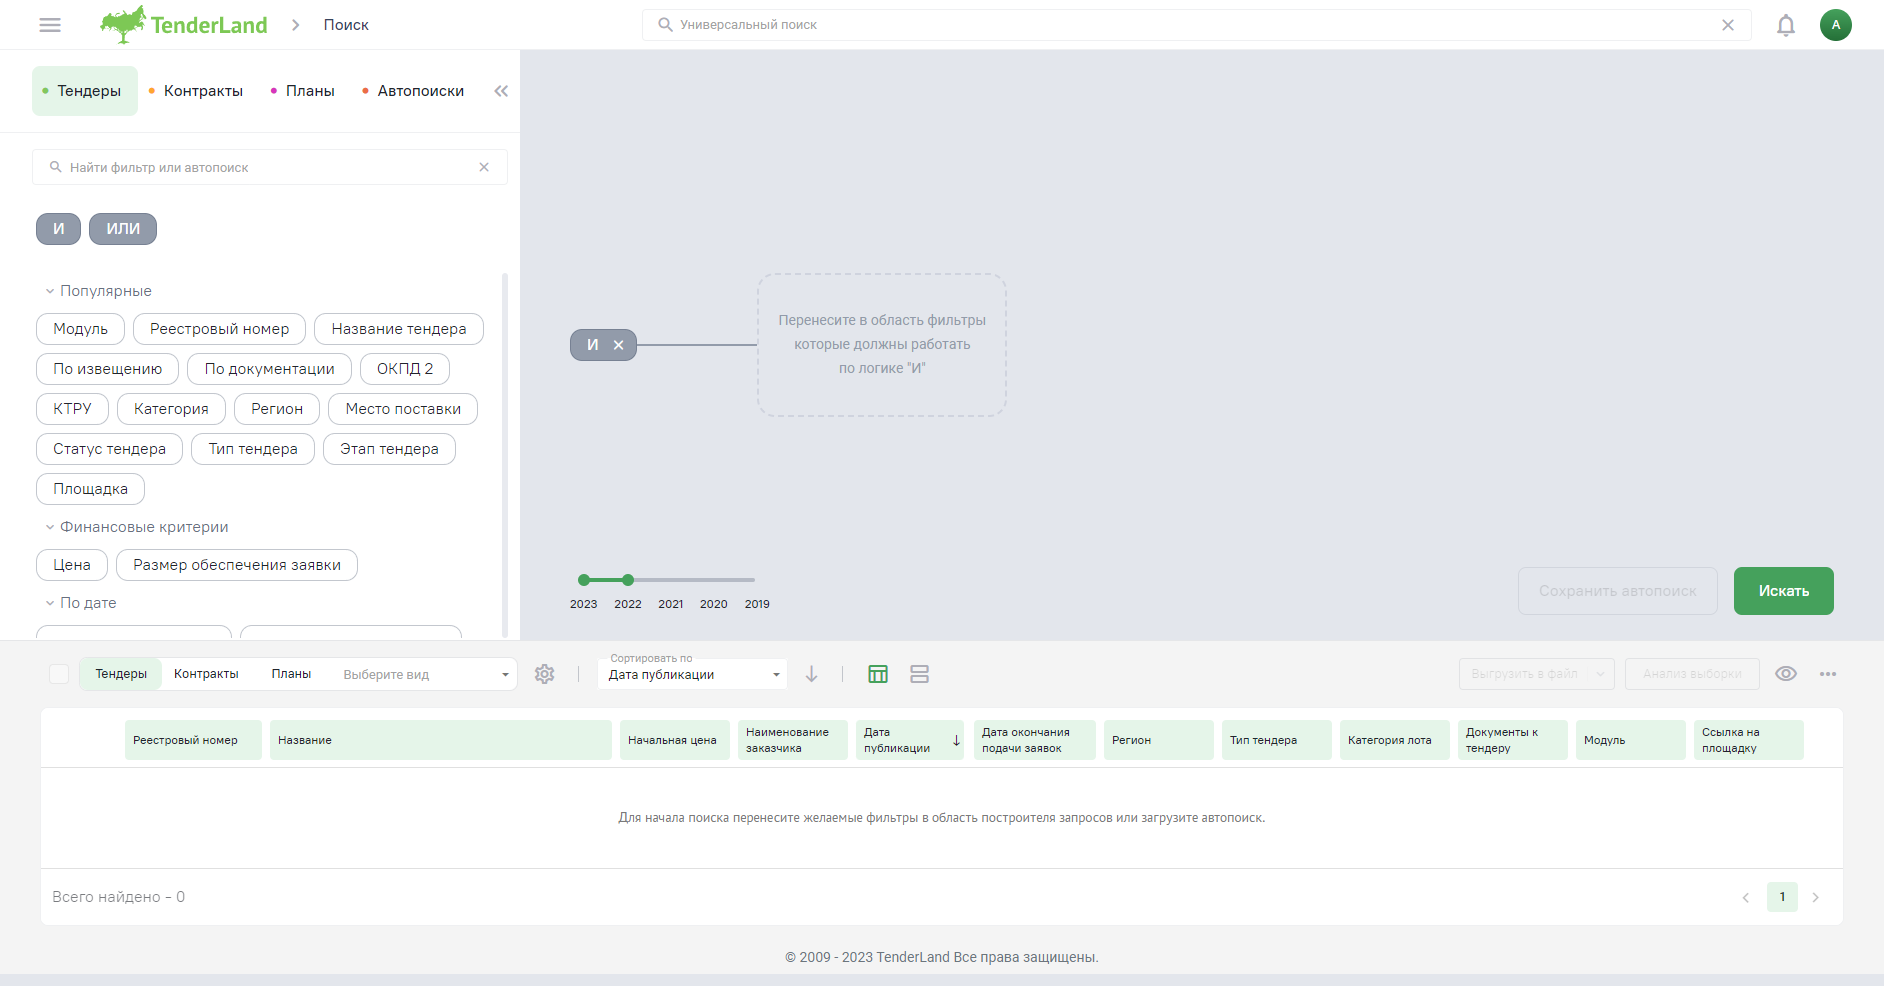 TenderLand
Поиск
Универсальный поиск
А
Тендеры
Контракты
Планы
Автопоиски
Найти фильтр или автопоиск
И
ИЛИ
Популярные
Модуль
Реестровый номер
Название тендера
По извещению
По документации
ОКПД 2
КТРУ
Категория
Регион
Место поставки
Статус тендера
Тип тендера
Этап тендера
Площадка
Финансовые критерии
Цена
Размер обеспечения заявки
По дате
И
Перенесите в область фильтры
которые должны работать
по логике "И"
2023
2022
2021
2020
2019
Сохранить автопоиск
Искать
Тендеры
Контракты
Планы
Выберите вид
Сортировать по
Дата публикации
Выгрузить в файл
Анализ выборки
Реестровый номер
Название
Начальная цена
Наименование
заказчика
Дата
публикации
Дата окончания
подачи заявок
Регион
Тип тендера
Категория лота
Документы к
тендеру
Модуль
Ссылка на
площадку
Для начала поиска перенесите желаемые фильтры в область построителя запросов или загрузите автопоиск.
Всего найдено - 0
1
© 2009 - 2023 TenderLand Все права защищены.